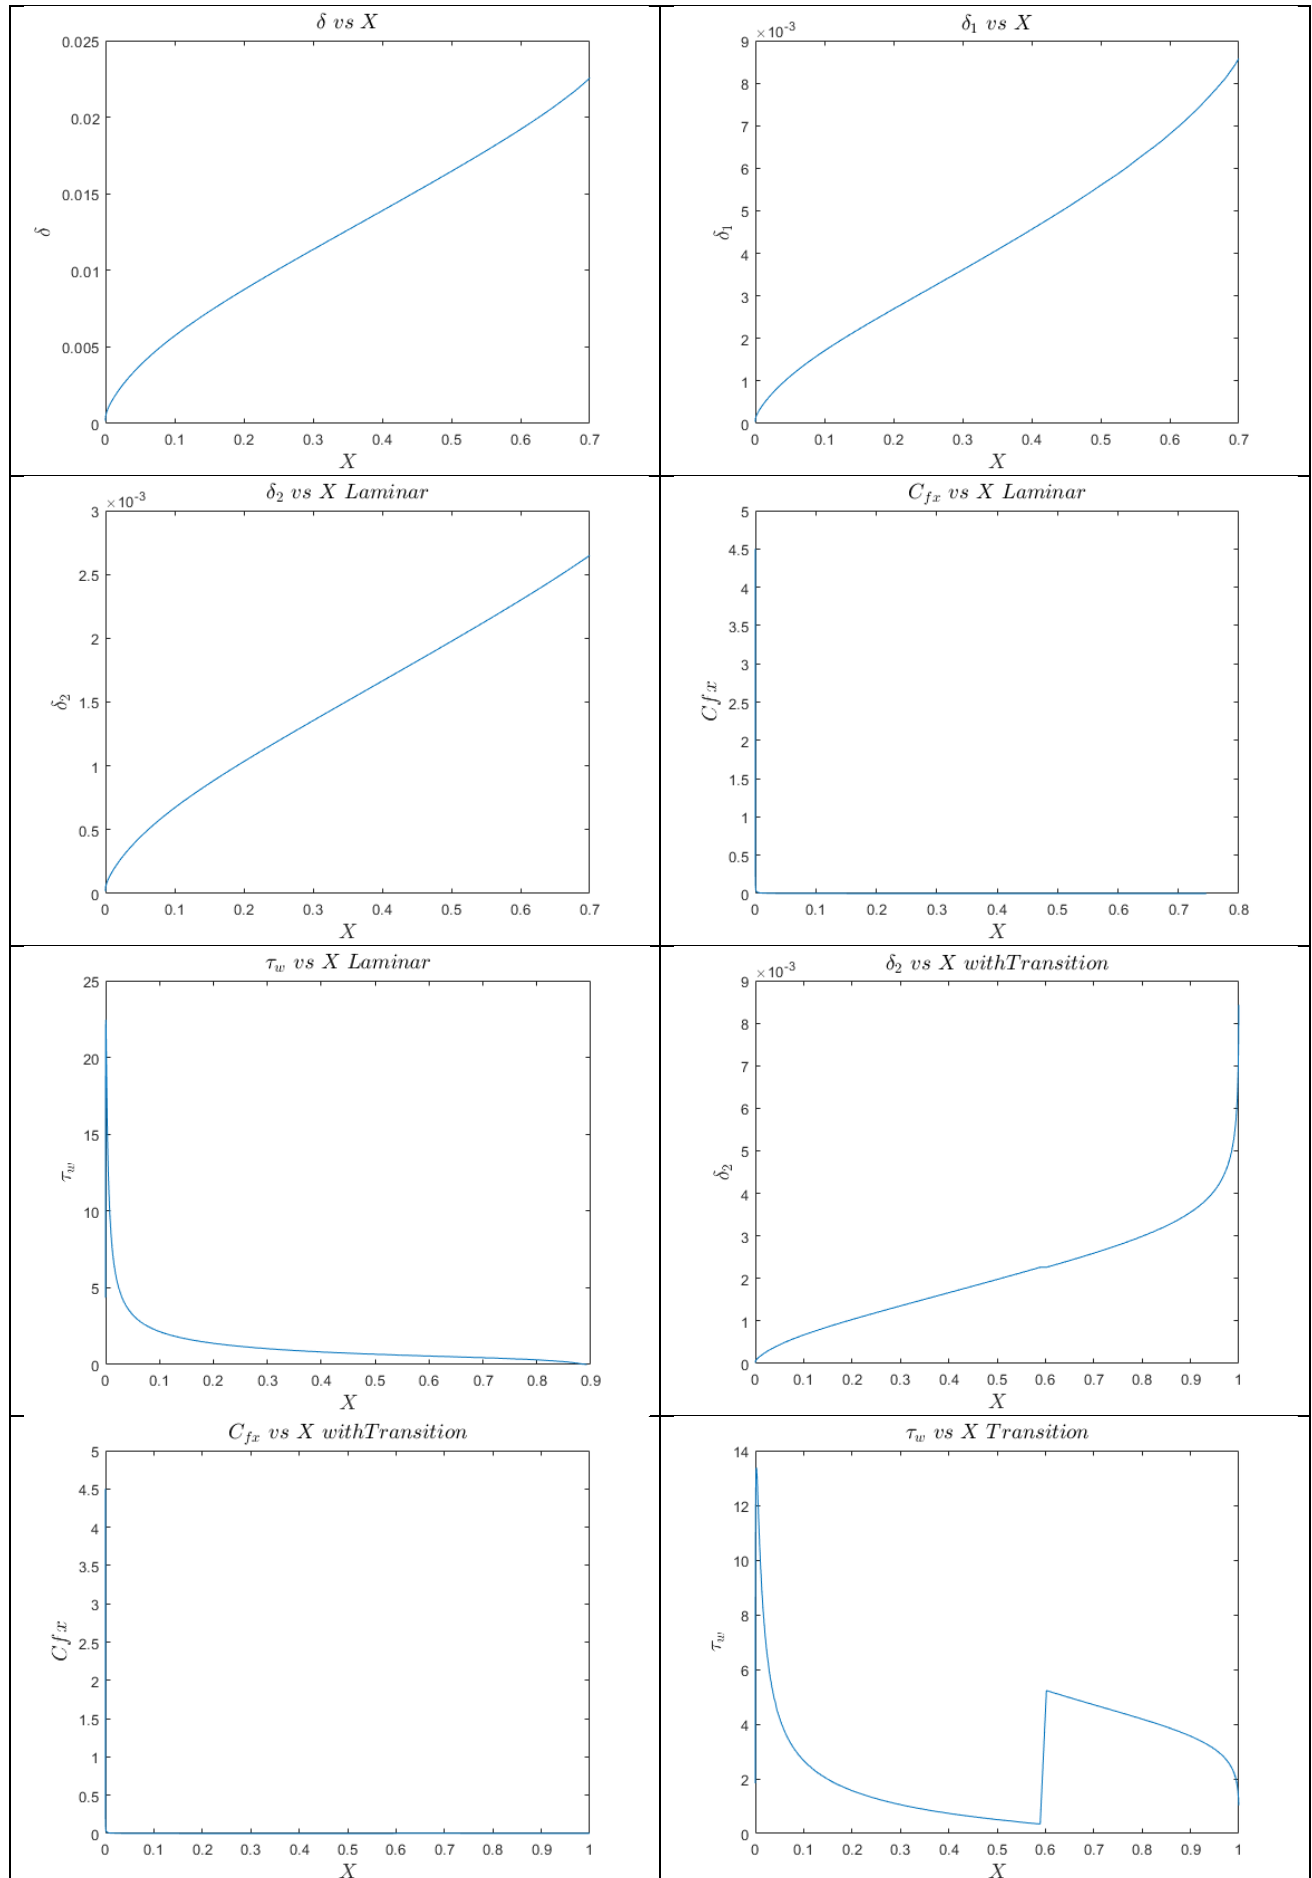 δ vs X
0.025
0.02
0.015
0.01
0.005
0
δ
0 0.1 0.2 0.3 0.4 0.5 0.6 0.7
X
δ₁ vs X
×10⁻³
9
8
7
6
5
4
3
2
1
0
δ₁
0 0.1 0.2 0.3 0.4 0.5 0.6 0.7
X
δ₂ vs X Laminar
×10⁻³
3
2.5
2
1.5
1
0.5
0
δ₂
0 0.1 0.2 0.3 0.4 0.5 0.6 0.7
X
C_{fx} vs X Laminar
5
4.5
4
3.5
3
2.5
2
1.5
1
0.5
0
Cfx
0 0.1 0.2 0.3 0.4 0.5 0.6 0.7 0.8
X
τ_w vs X Laminar
25
20
15
10
5
0
τ_w
0 0.1 0.2 0.3 0.4 0.5 0.6 0.7 0.8 0.9
X
δ₂ vs X withTransition
×10⁻³
9
8
7
6
5
4
3
2
1
0
δ₂
0 0.1 0.2 0.3 0.4 0.5 0.6 0.7 0.8 0.9 1
X
C_{fx} vs X withTransition
5
4.5
4
3.5
3
2.5
2
1.5
1
0.5
0
Cfx
0 0.1 0.2 0.3 0.4 0.5 0.6 0.7 0.8 0.9 1
X
τ_w vs X Transition
14
12
10
8
6
4
2
0
τ_w
0 0.1 0.2 0.3 0.4 0.5 0.6 0.7 0.8 0.9 1
X